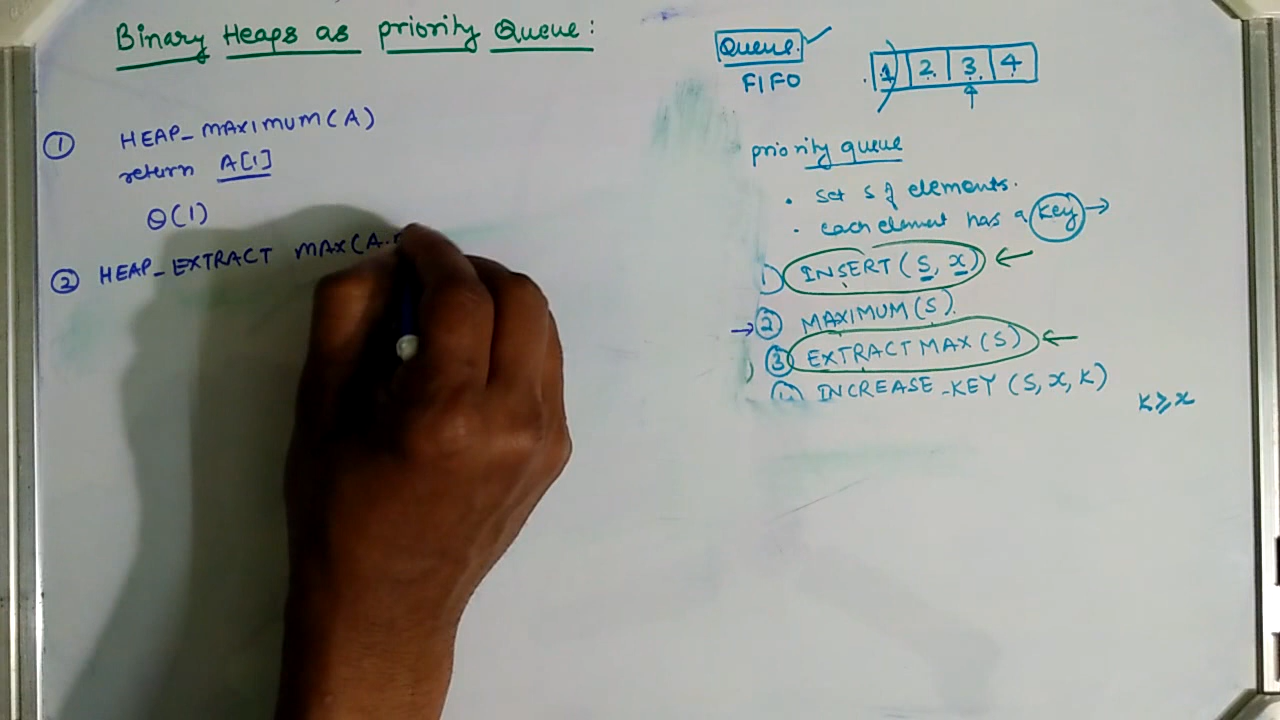 Binary Heaps as priority Queue:
① HEAP_MAXIMUM(A)
return A[1]
Θ(1)
② HEAP_EXTRACT MAX(A.
Queue.
FIFO
1 2. 3. 4
priority queue
. Set S of elements.
. each element has a key →
1) INSERT(S, x) ←
→ ② MAXIMUM(S).
③ EXTRACT MAX(S) ←
④ INCREASE_KEY (S, x, K)
K≥x